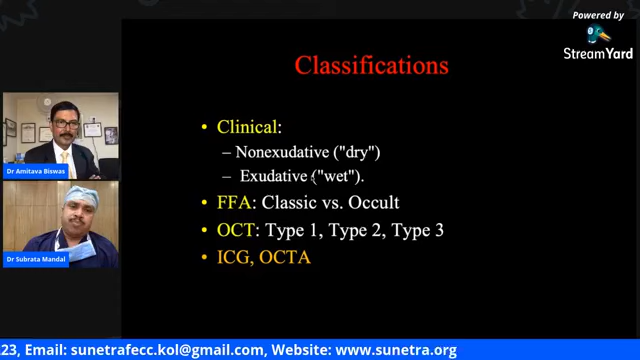 Powered by
StreamYard
Classifications
• Clinical:
– Nonexudative ("dry")
– Exudative ("wet").
• FFA: Classic vs. Occult
• OCT: Type 1, Type 2, Type 3
• ICG, OCTA
Dr Amitava Biswas
Dr Subrata Mandal
23, Email: sunetrafecc.kol@gmail.com, Website: www.sunetra.org